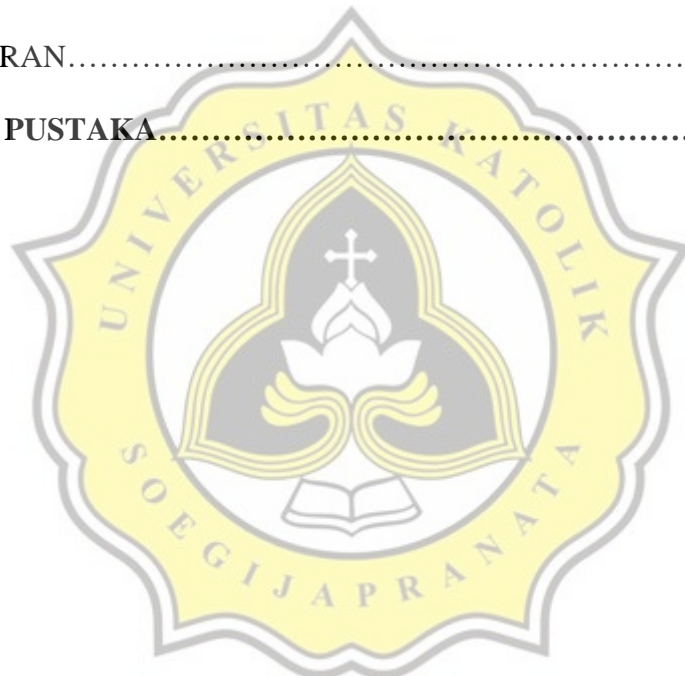 RAN……………………………………………………
PUSTAKA……………………………………………
UNIVERSITAS KATOLIK
SOEGIJAPRANATA